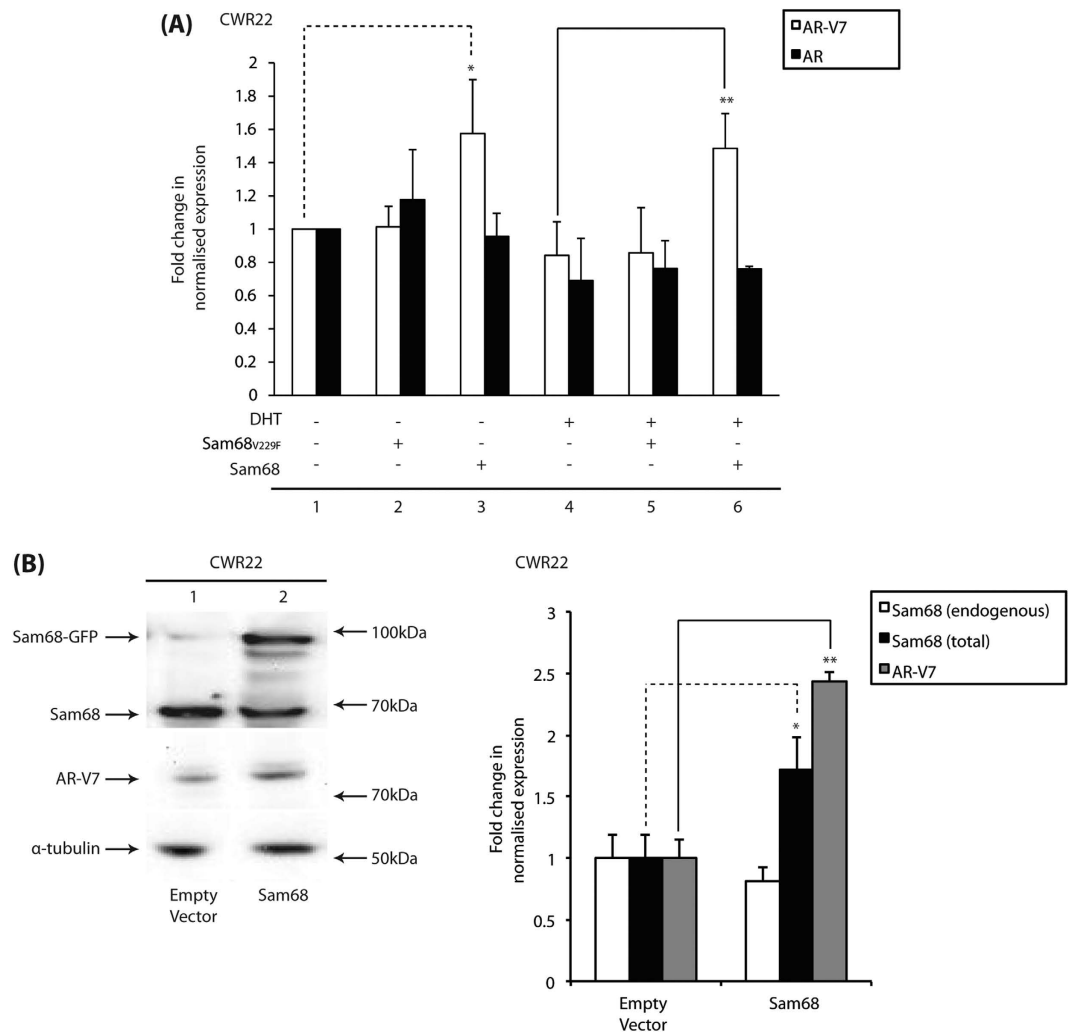 (A)
CWR22
AR-V7
AR
Fold change in
normalised expression
2
1.8
1.6
1.4
1.2
1
0.8
0.6
0.4
0.2
0
*
**
DHT - - - + + +
Sam68V229F - + - - + -
Sam68 - - + - - +
1 2 3 4 5 6
(B)
CWR22
1 2
Sam68-GFP
100kDa
Sam68
70kDa
AR-V7
70kDa
α-tubulin
50kDa
Empty
Vector
Sam68
CWR22
Sam68 (endogenous)
Sam68 (total)
AR-V7
Fold change in
normalised expression
3
2.5
2
1.5
1
0.5
0
**
*
Empty
Vector
Sam68